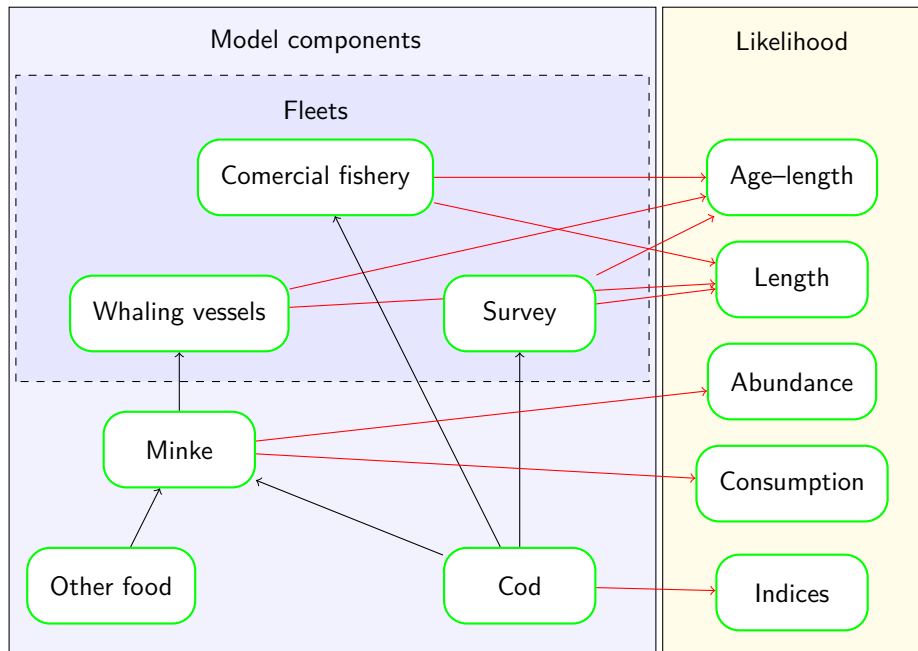 Model components
Likelihood
Fleets
Comercial fishery
Age–length
Length
Whaling vessels
Survey
Abundance
Minke
Consumption
Other food
Cod
Indices